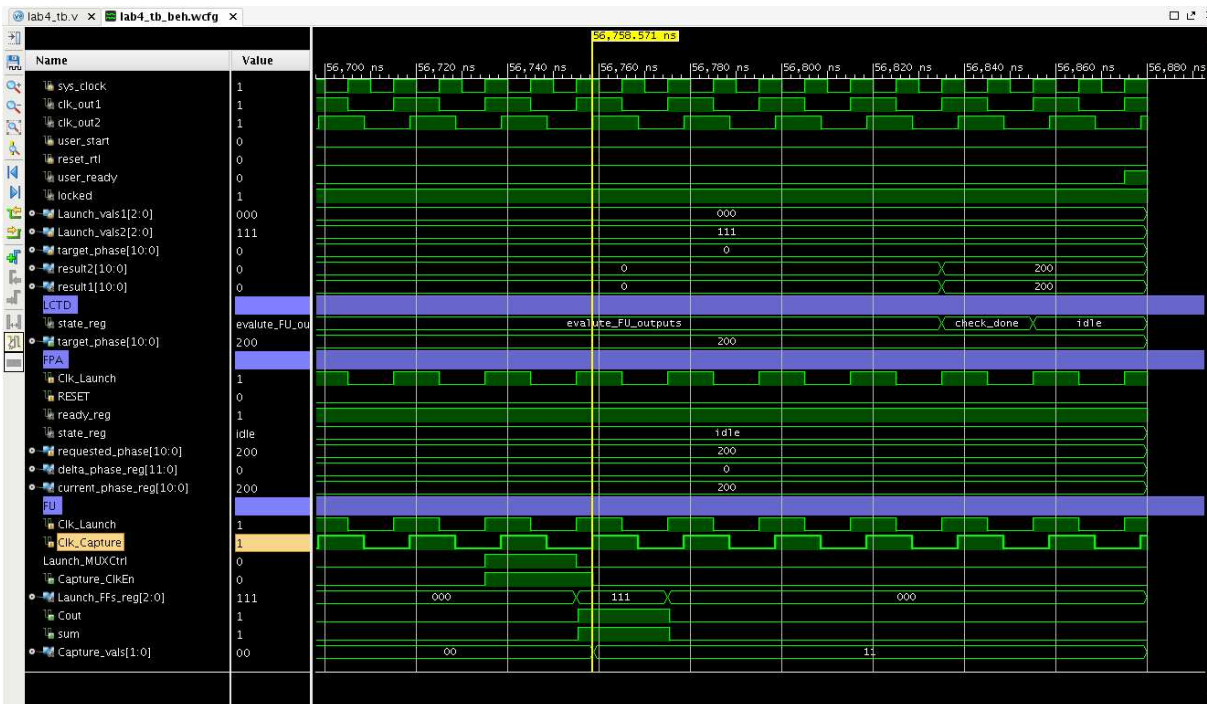 lab4_tb.v x lab4_tb_beh.wcfg x
56,758.571 ns
Name Value
56,700 ns 56,720 ns 56,740 ns 56,760 ns 56,780 ns 56,800 ns 56,820 ns 56,840 ns 56,860 ns 56,880 ns
sys_clock 1
clk_out1 1
clk_out2 1
user_start 0
reset_rtl 0
user_ready 0
locked 1
Launch_vals1[2:0] 000 000
Launch_vals2[2:0] 111 111
target_phase[10:0] 0 0
result2[10:0] 0 0 200
result1[10:0] 0 0 200
LCTD
state_reg evalute_FU_ou evalute_FU_outputs check_done idle
target_phase[10:0] 200 200
FPA
Clk_Launch 1
RESET 0
ready_reg 1
state_reg idle idle
requested_phase[10:0] 200 200
delta_phase_reg[11:0] 0 0
current_phase_reg[10:0] 200 200
FU
Clk_Launch 1
Clk_Capture 1
Launch_MUXCtrl 0
Capture_ClkEn 0
Launch_FFs_reg[2:0] 111 000 111 000
Cout 1
sum 1
Capture_vals[1:0] 00 00 11